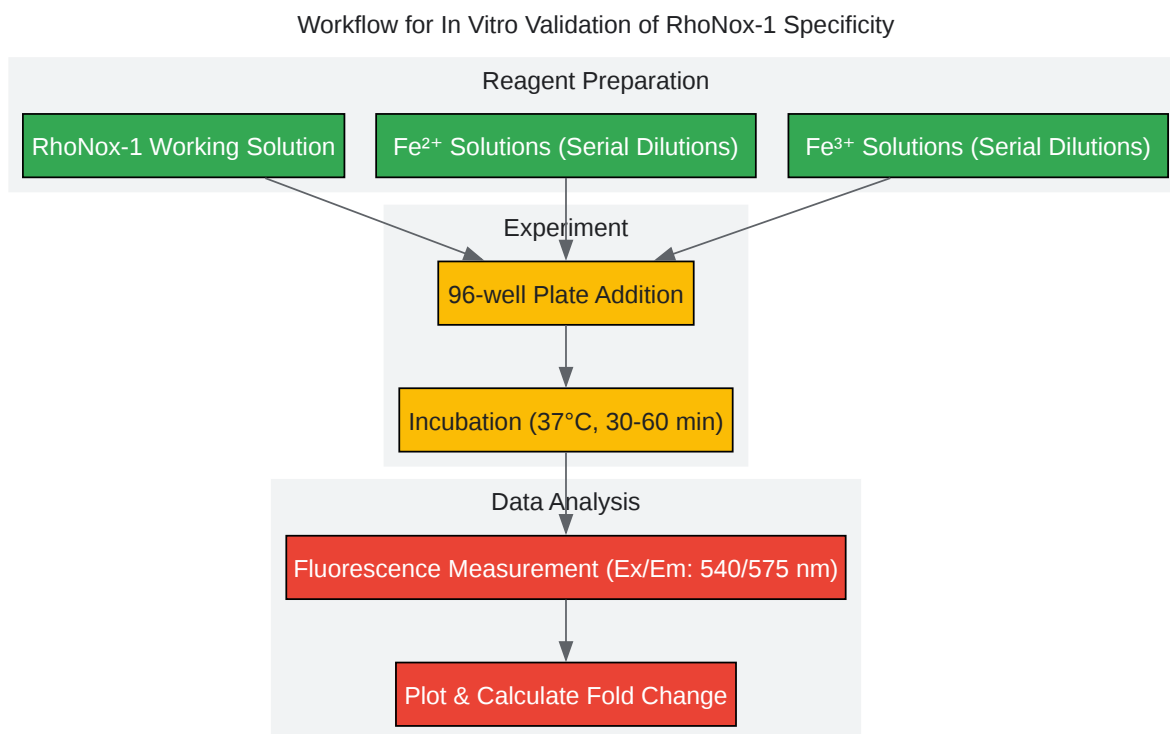 Workflow for In Vitro Validation of RhoNox-1 Specificity
Reagent Preparation
RhoNox-1 Working Solution
Fe²⁺ Solutions (Serial Dilutions)
Fe³⁺ Solutions (Serial Dilutions)
Experiment
96-well Plate Addition
Incubation (37°C, 30-60 min)
Data Analysis
Fluorescence Measurement (Ex/Em: 540/575 nm)
Plot & Calculate Fold Change